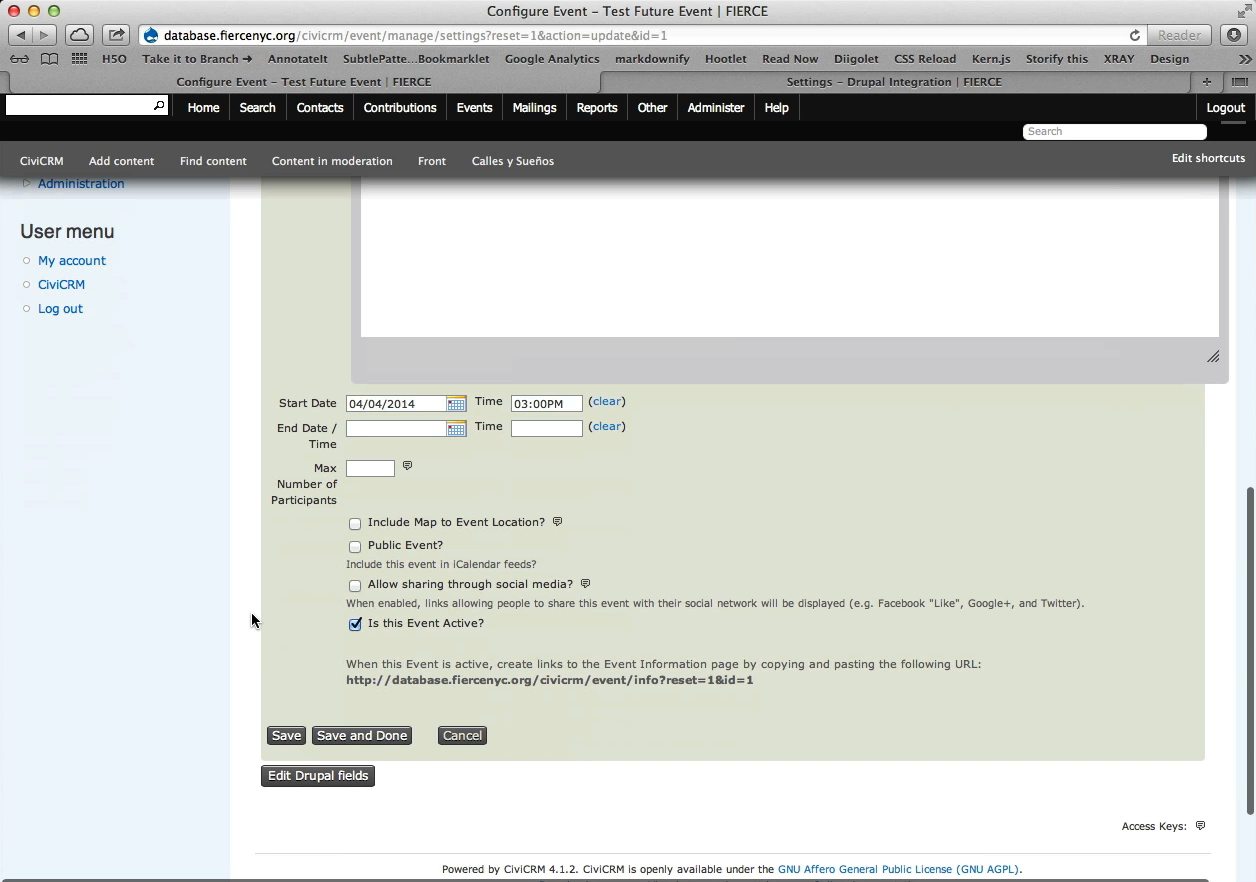 Configure Event – Test Future Event | FIERCE
database.fiercenyc.org/civicrm/event/manage/settings?reset=1&action=update&id=1
Reader
H5O Take it to Branch → AnnotateIt SubtlePatte...Bookmarklet Google Analytics markdownify Hootlet Read Now Diigolet CSS Reload Kern.js Storify this XRAY Design
Configure Event – Test Future Event | FIERCE
Settings – Drupal Integration | FIERCE
Home Search Contacts Contributions Events Mailings Reports Other Administer Help Logout
Search
CiviCRM Add content Find content Content in moderation Front Calles y Sueños Edit shortcuts
Administration
User menu
My account
CiviCRM
Log out
Start Date 04/04/2014 Time 03:00PM (clear)
End Date / Time (clear)
Time
Max
Number of
Participants
Include Map to Event Location?
Public Event?
Include this event in iCalendar feeds?
Allow sharing through social media?
When enabled, links allowing people to share this event with their social network will be displayed (e.g. Facebook "Like", Google+, and Twitter).
Is this Event Active?
When this Event is active, create links to the Event Information page by copying and pasting the following URL:
http://database.fiercenyc.org/civicrm/event/info?reset=1&id=1
Save Save and Done Cancel
Edit Drupal fields
Access Keys:
Powered by CiviCRM 4.1.2. CiviCRM is openly available under the GNU Affero General Public License (GNU AGPL).